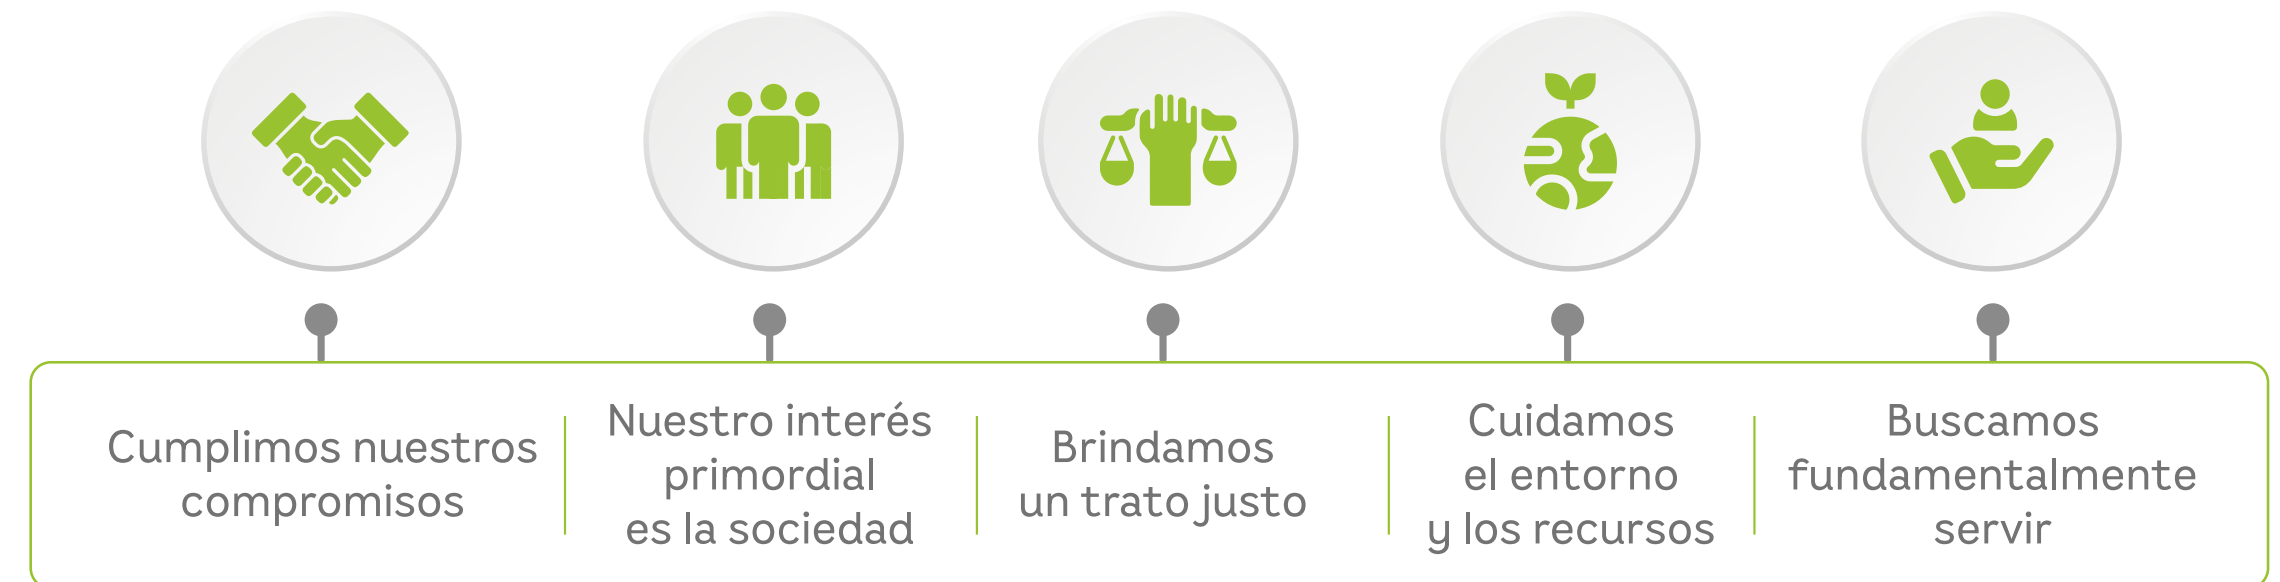 Cumplimos nuestros
compromisos
Nuestro interés
primordial
es la sociedad
Brindamos
un trato justo
Cuidamos
el entorno
y los recursos
Buscamos
fundamentalmente
servir